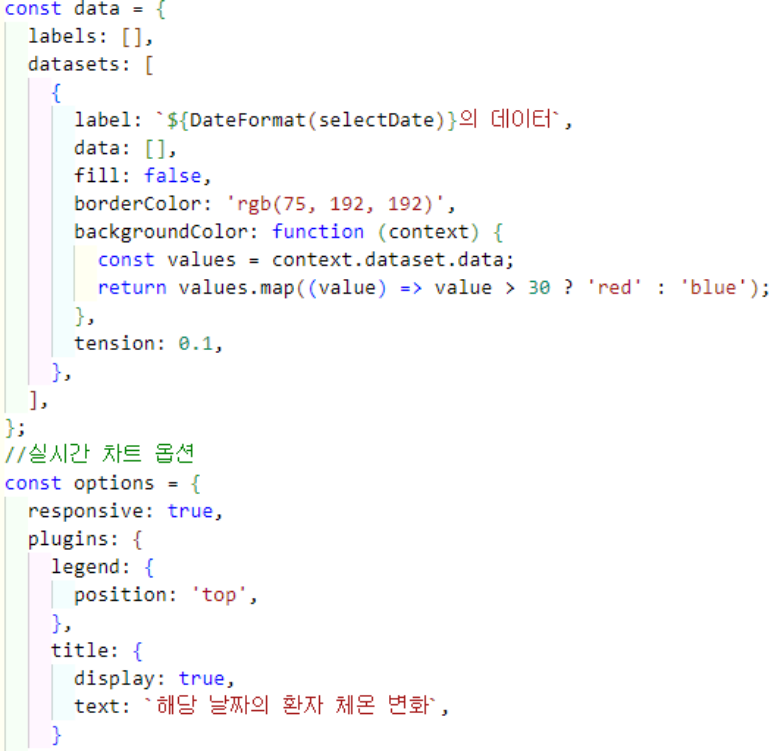 const data = {
  labels: [],
  datasets: [
    {
      label: `${DateFormat(selectDate)}의 데이터`,
      data: [],
      fill: false,
      borderColor: 'rgb(75, 192, 192)',
      backgroundColor: function (context) {
        const values = context.dataset.data;
        return values.map((value) => value > 30 ? 'red' : 'blue');
      },
      tension: 0.1,
    },
  ],
};
//실시간 차트 옵션
const options = {
  responsive: true,
  plugins: {
    legend: {
      position: 'top',
    },
    title: {
      display: true,
      text: `해당 날짜의 환자 체온 변화`,
    }